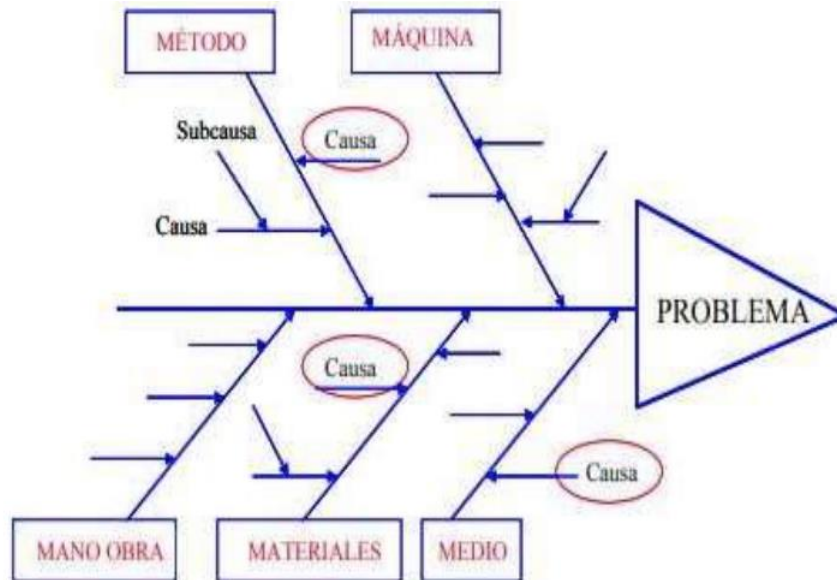 MÉTODO
MÁQUINA
Subcausa
Causa
Causa
PROBLEMA
Causa
Causa
MANO OBRA
MATERIALES
MEDIO